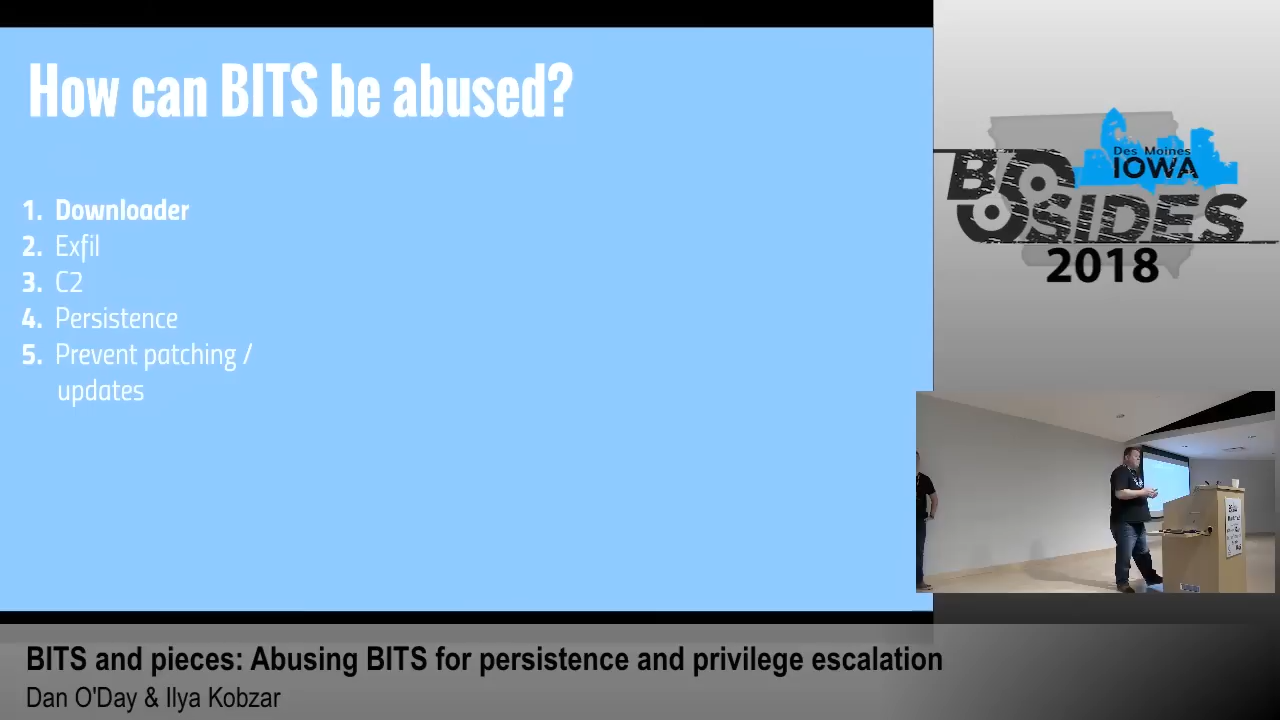 How can BITS be abused?
1. Downloader
2. Exfil
3. C2
4. Persistence
5. Prevent patching /
updates
Des Moines
IOWA
BSIDES
2018
BITS and pieces: Abusing BITS for persistence and privilege escalation
Dan O'Day & Ilya Kobzar